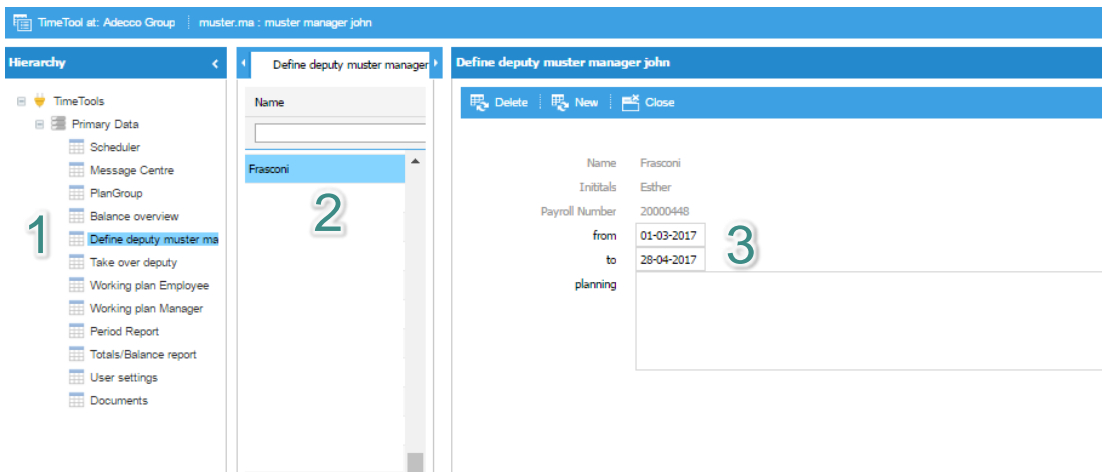 TimeTool at: Adecco Group muster.ma : muster manager john
Hierarchy
TimeTools
Primary Data
Scheduler
Message Centre
PlanGroup
Balance overview
Define deputy muster ma
Take over deputy
Working plan Employee
Working plan Manager
Period Report
Totals/Balance report
User settings
Documents
1
Define deputy muster manager
Name
Frasconi
2
Define deputy muster manager john
Delete New Close
Name Frasconi
Inititals Esther
Payroll Number 20000448
from 01-03-2017
to 28-04-2017
planning
3